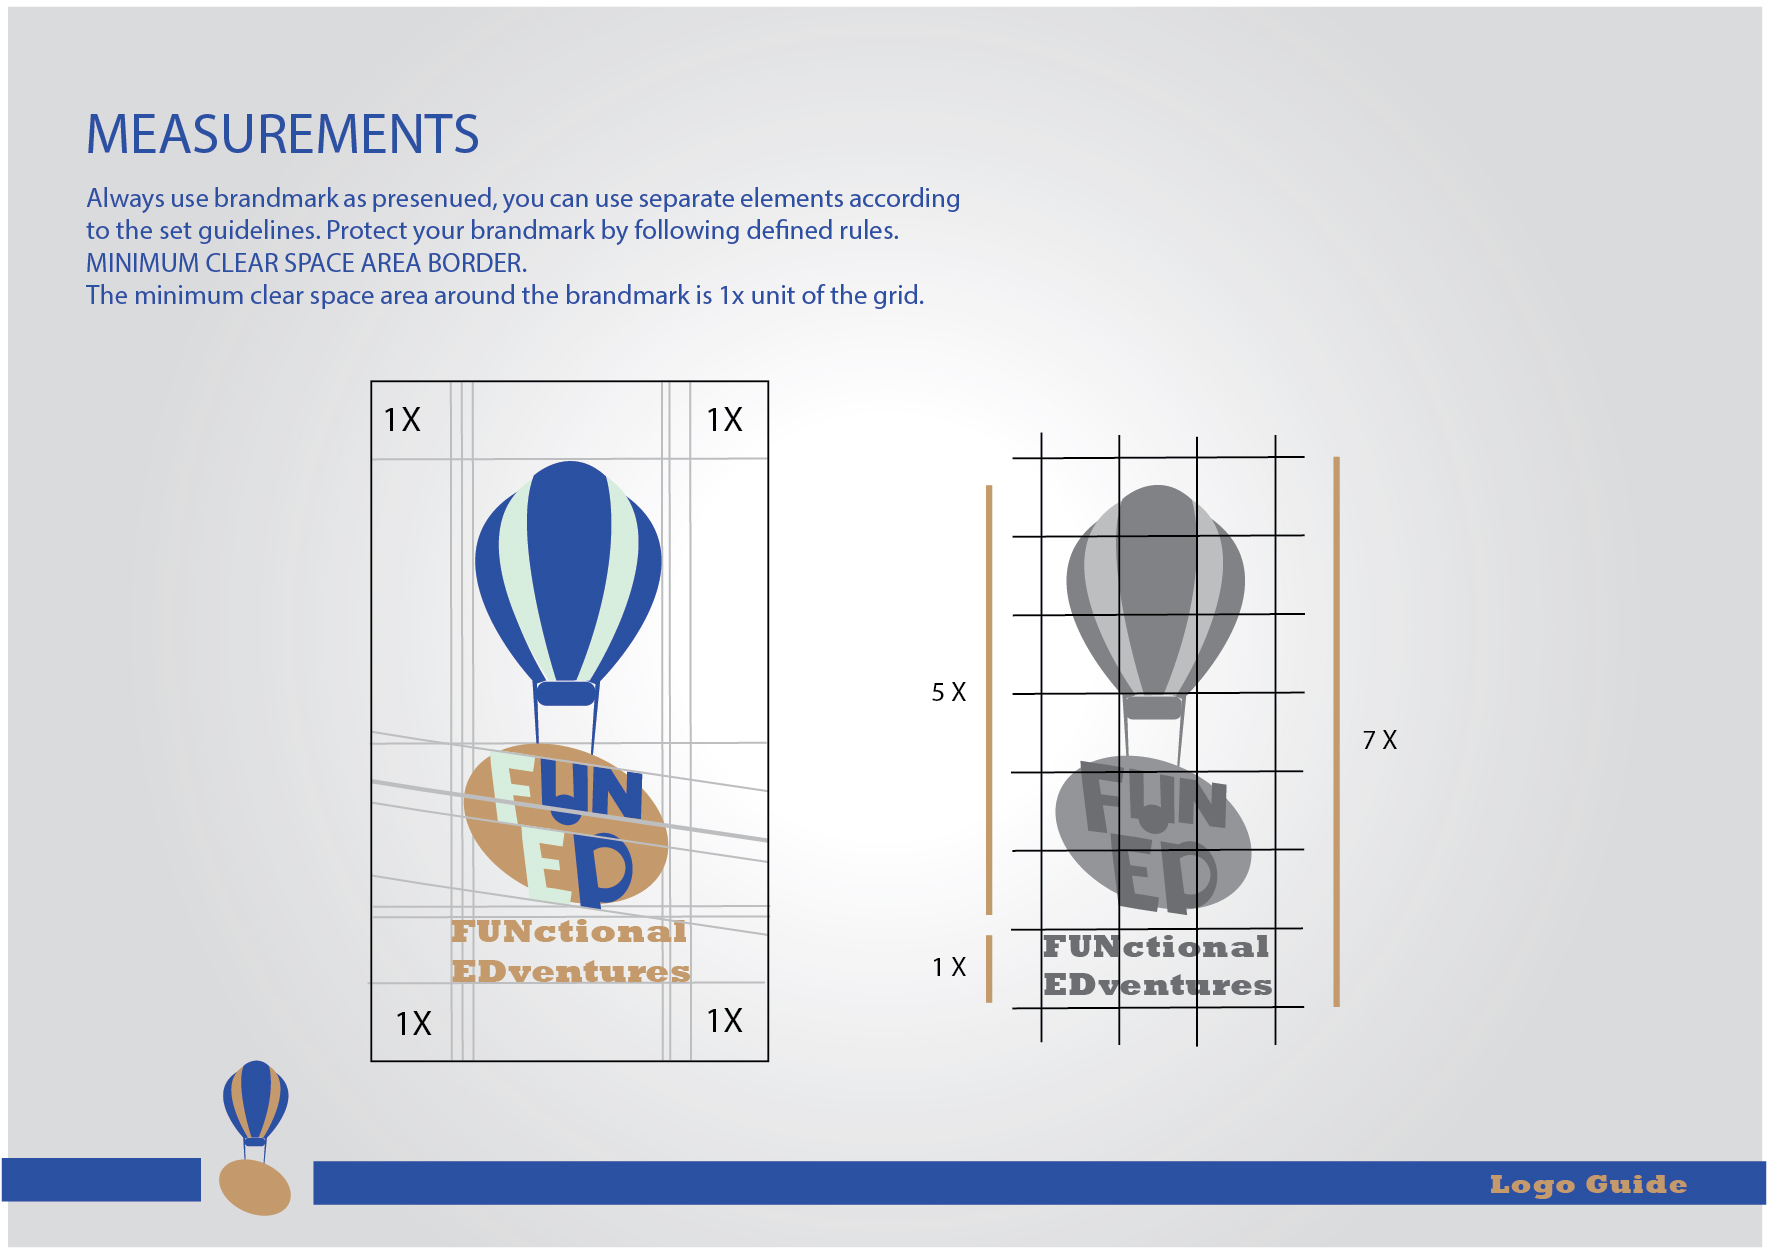 MEASUREMENTS
Always use brandmark as presenued, you can use separate elements according
to the set guidelines. Protect your brandmark by following defined rules.
MINIMUM CLEAR SPACE AREA BORDER.
The minimum clear space area around the brandmark is 1x unit of the grid.
1X 1X
FUN
ED
FUNctional
EDventures
1X 1X
5 X
7 X
FUN
ED
1 X
FUNctional
EDventures
Logo Guide